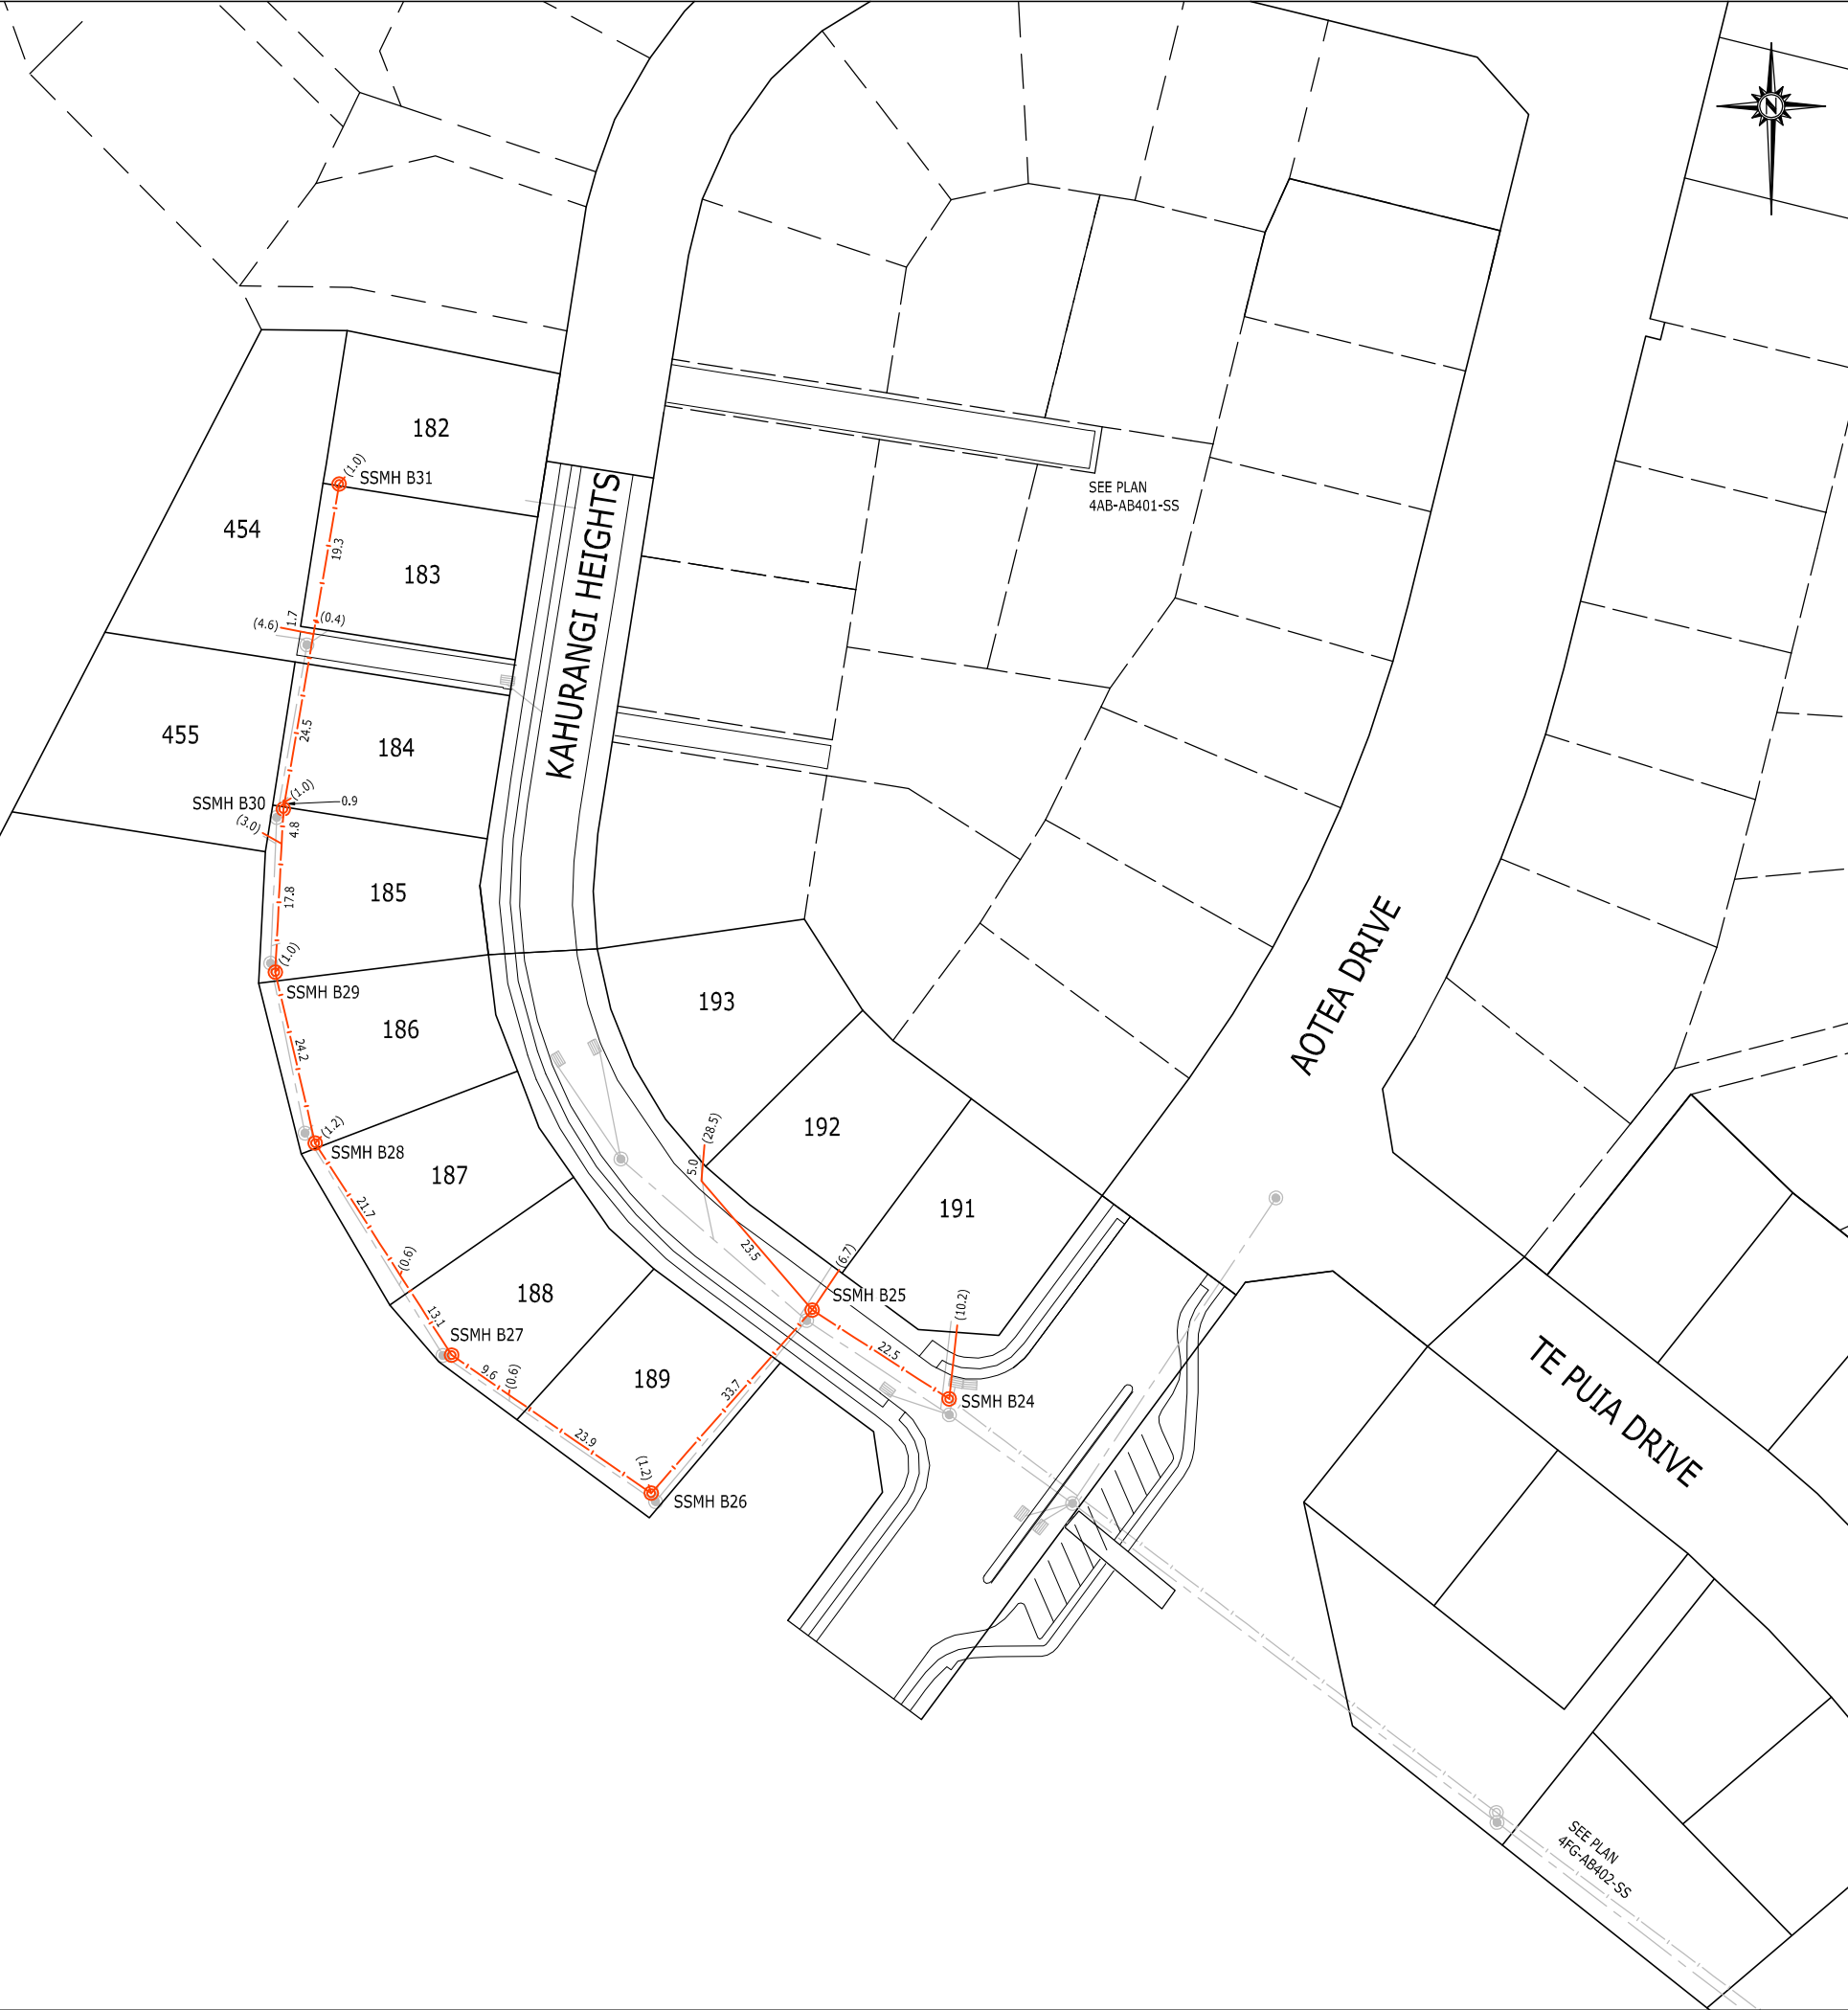 N
182
(1.0)
SSMH B31
SEE PLAN
4AB-AB401-SS
KAHURANGI HEIGHTS
454
19.3
183
1.7
(0.4)
(4.6)
24.5
455
184
(1.0)
SSMH B30
0.9
(3.0)
4.8
17.8
185
(1.0)
SSMH B29
193
186
24.2
AOTEA DRIVE
(1.2)
SSMH B28
192
(28.5)
5.0
187
21.7
191
23.5
(0.6)
(6.7)
188
SSMH B25
13.1
(10.2)
SSMH B27
22.5
9.6
(0.6)
189
33.7
SSMH B24
TE PUIA DRIVE
23.9
(1.2)
SSMH B26
SEE PLAN
4FG-AB402-SS